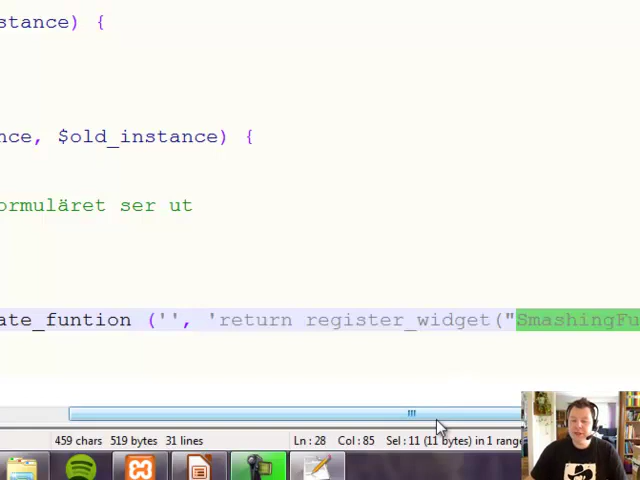 stance) {
nce, $old_instance) {
ormuläret ser ut
ate_funtion ('', 'return register_widget("SmashingFu
459 chars 519 bytes 31 lines Ln : 28 Col : 85 Sel : 11 (11 bytes) in 1 range